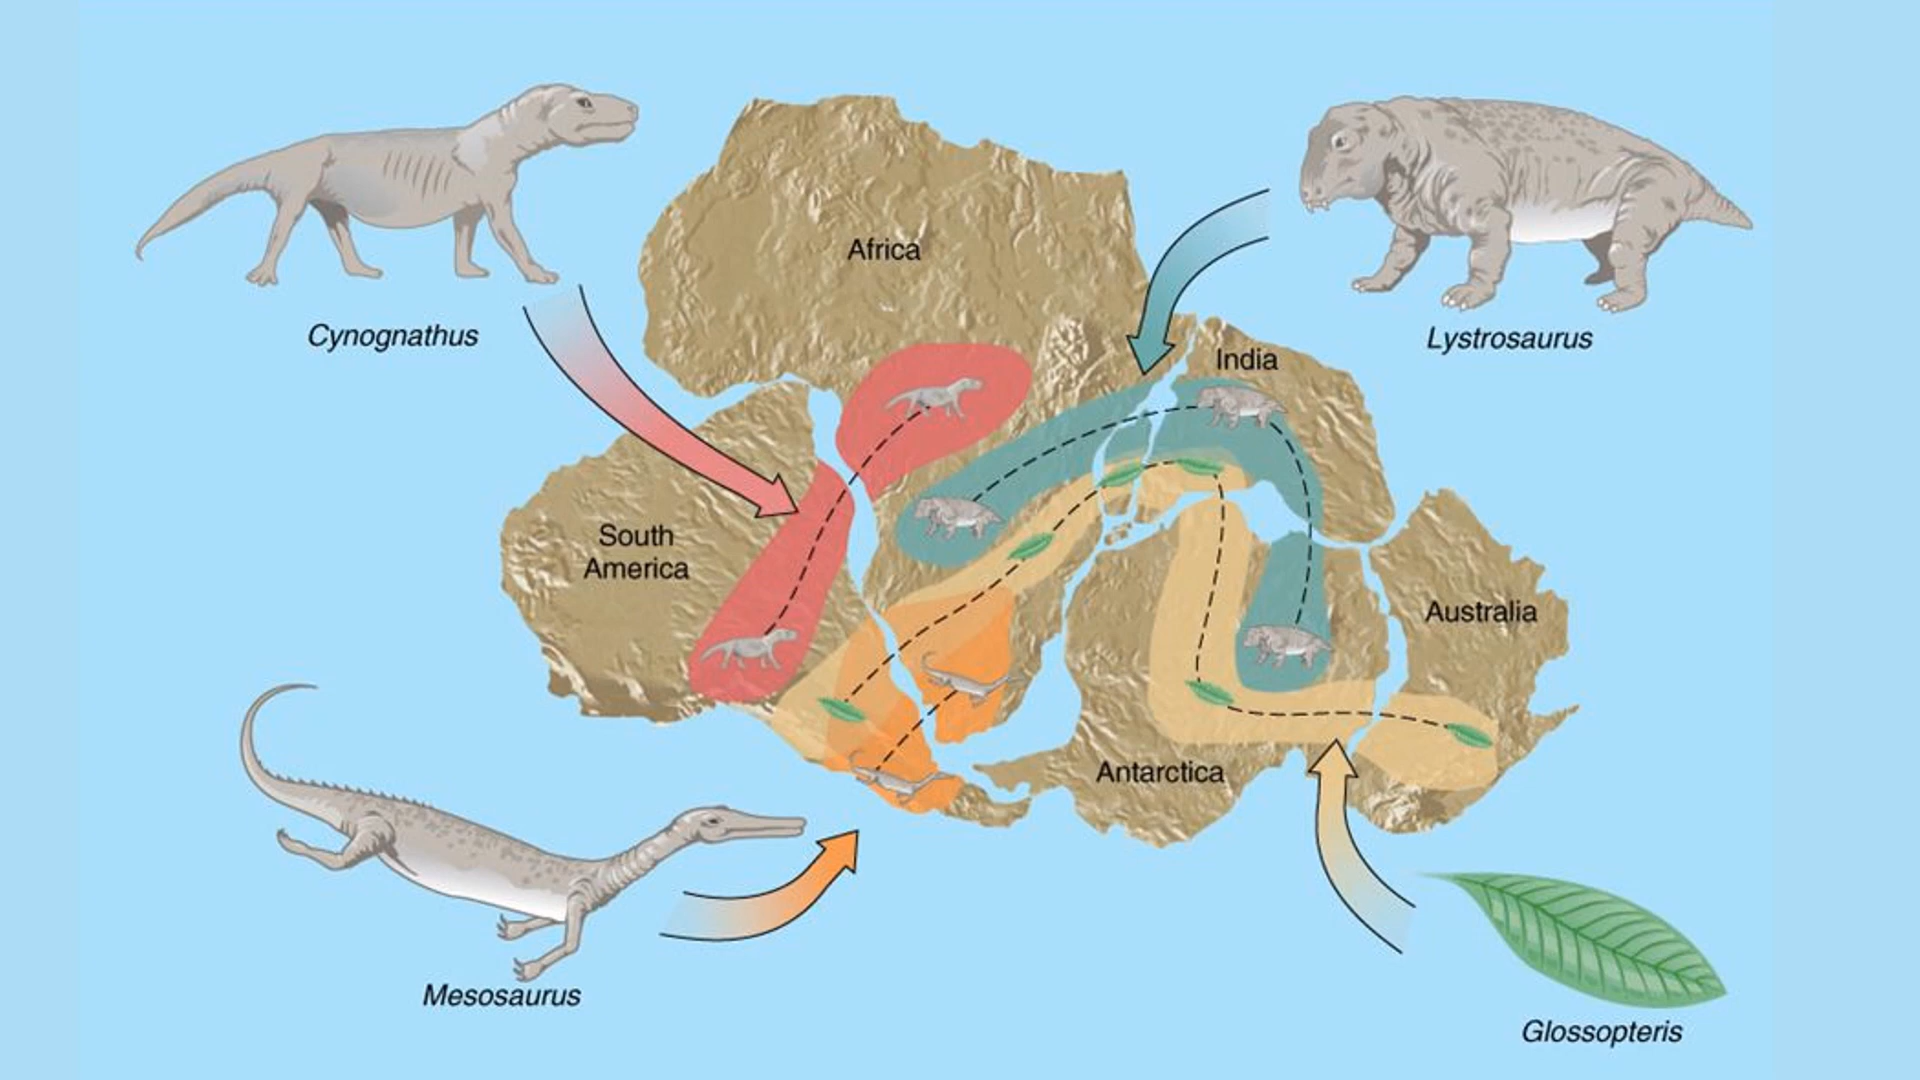 Africa
Cynognathus
Lystrosaurus
India
South
America
Australia
Antarctica
Mesosaurus
Glossopteris